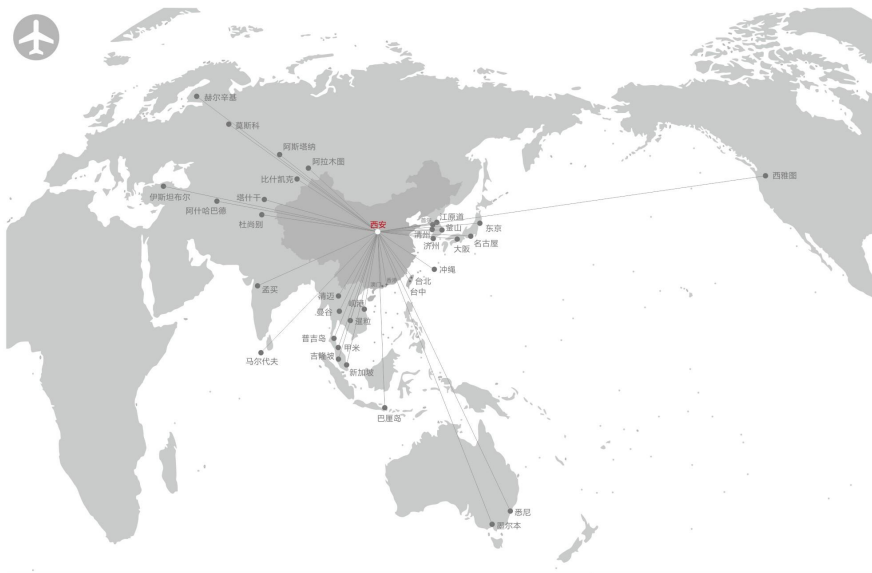 赫尔辛基
莫斯科
阿斯塔纳
阿拉木图
比什凯克
西雅图
伊斯坦布尔
塔什干
阿什哈巴德
杜尚别
西安
江原道
釜山
清州
济州
东京
名古屋
大阪
冲绳
孟买
台北
台中
清迈
岘港
曼谷
暹粒
普吉岛
甲米
吉隆坡
新加坡
马尔代夫
巴厘岛
悉尼
墨尔本